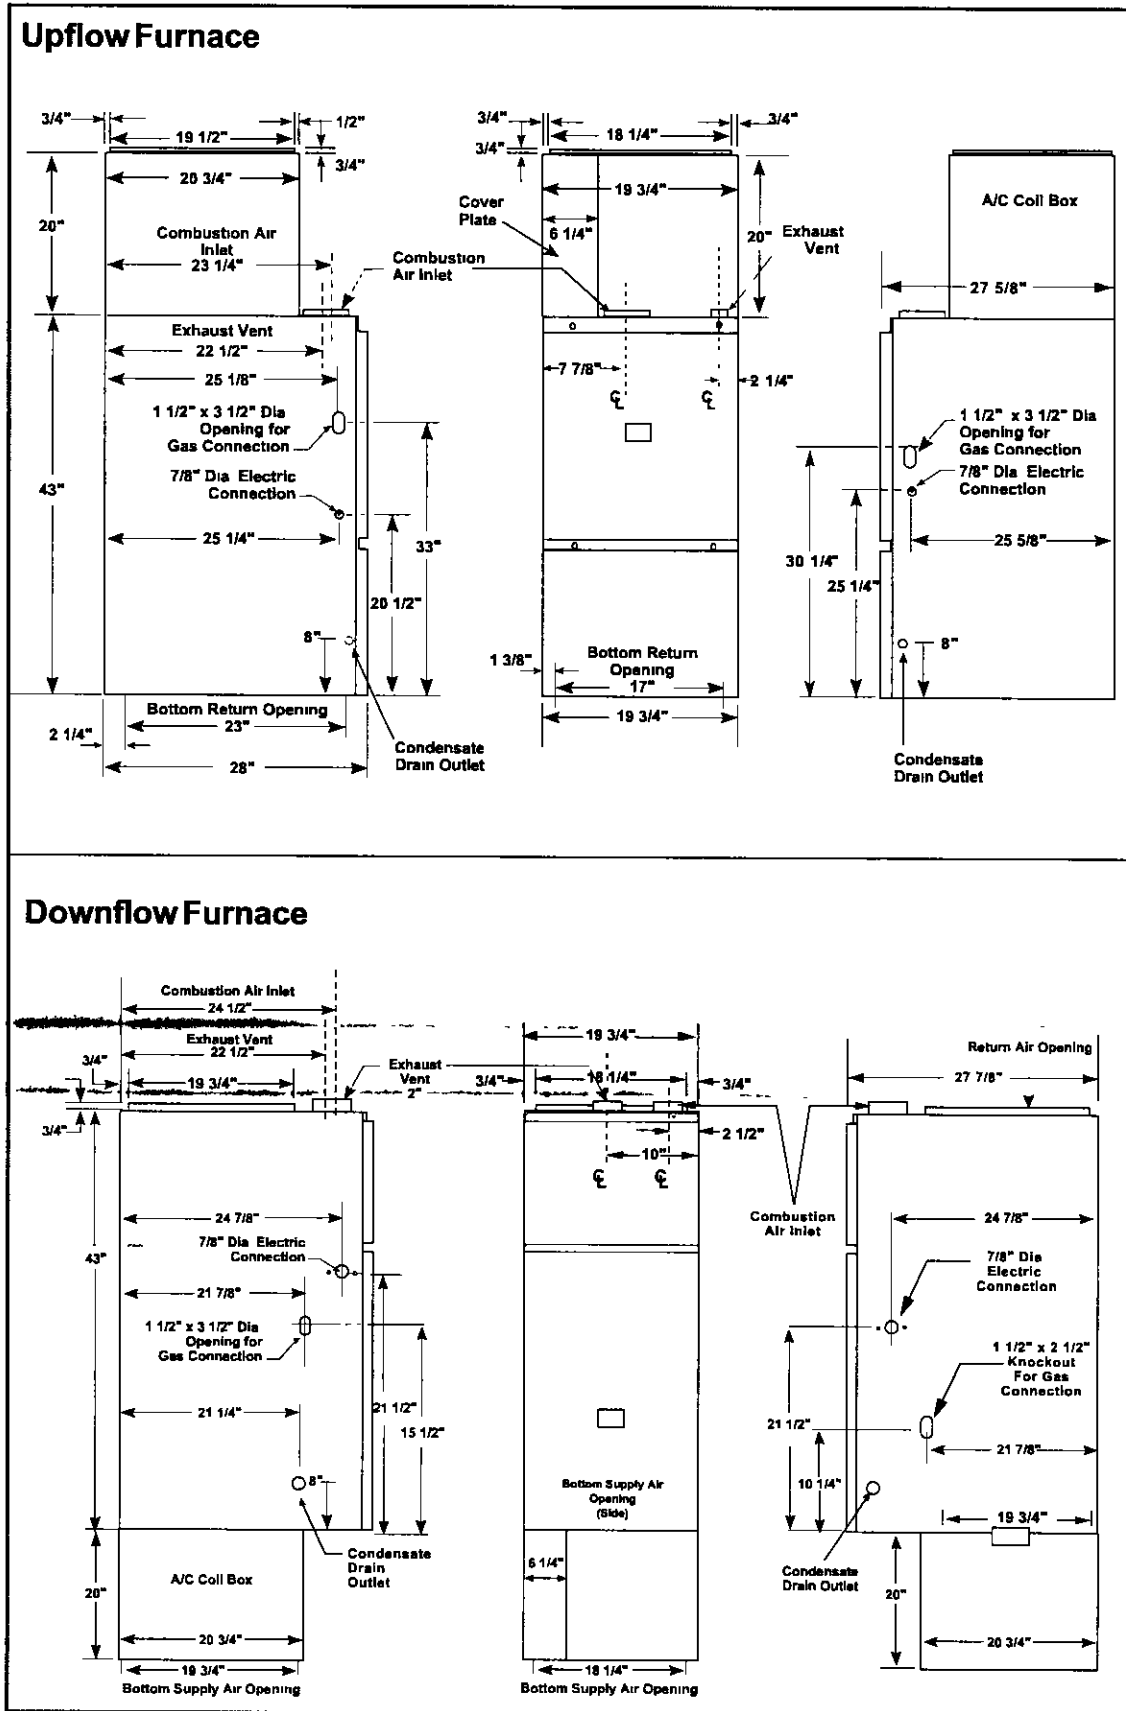 Upflow Furnace
3/4"
19 1/2"
1/2"
3/4"
20 3/4"
20"
Combustion Air
Inlet
23 1/4"
Combustion
Air Inlet
Exhaust Vent
22 1/2"
25 1/8"
1 1/2" x 3 1/2" Dia
Opening for
Gas Connection
7/8" Dia Electric
Connection
43"
25 1/4"
33"
20 1/2"
8"
Bottom Return Opening
23"
2 1/4"
28"
Condensate
Drain Outlet
3/4"
18 1/4"
3/4"
3/4"
19 3/4"
Cover
Plate
6 1/4"
20"
Exhaust
Vent
7 7/8"
2 1/4"
CL
CL
1 3/8"
Bottom Return
Opening
17"
19 3/4"
A/C Coil Box
27 5/8"
1 1/2" x 3 1/2" Dia
Opening for
Gas Connection
7/8" Dia Electric
Connection
25 5/8"
30 1/4"
25 1/4"
8"
Condensate
Drain Outlet
Downflow Furnace
Combustion Air Inlet
24 1/2"
Exhaust Vent
22 1/2"
3/4"
19 3/4"
Exhaust
Vent
2"
3/4"
24 7/8"
7/8" Dia Electric
Connection
43"
21 7/8"
1 1/2" x 3 1/2" Dia
Opening for
Gas Connection
21 1/2"
15 1/2"
21 1/4"
8"
Condensate
Drain
Outlet
A/C Coil Box
20"
20 3/4"
19 3/4"
Bottom Supply Air Opening
19 3/4"
3/4"
18 1/4"
3/4"
2 1/2"
10"
CL
CL
Combustion
Air Inlet
Bottom Supply Air
Opening
(Side)
6 1/4"
18 1/4"
Bottom Supply Air Opening
Return Air Opening
27 7/8"
24 7/8"
7/8" Dia
Electric
Connection
1 1/2" x 2 1/2"
Knockout
For Gas
Connection
21 1/2"
21 7/8"
10 1/4"
19 3/4"
Condensate
Drain Outlet
20"
20 3/4"